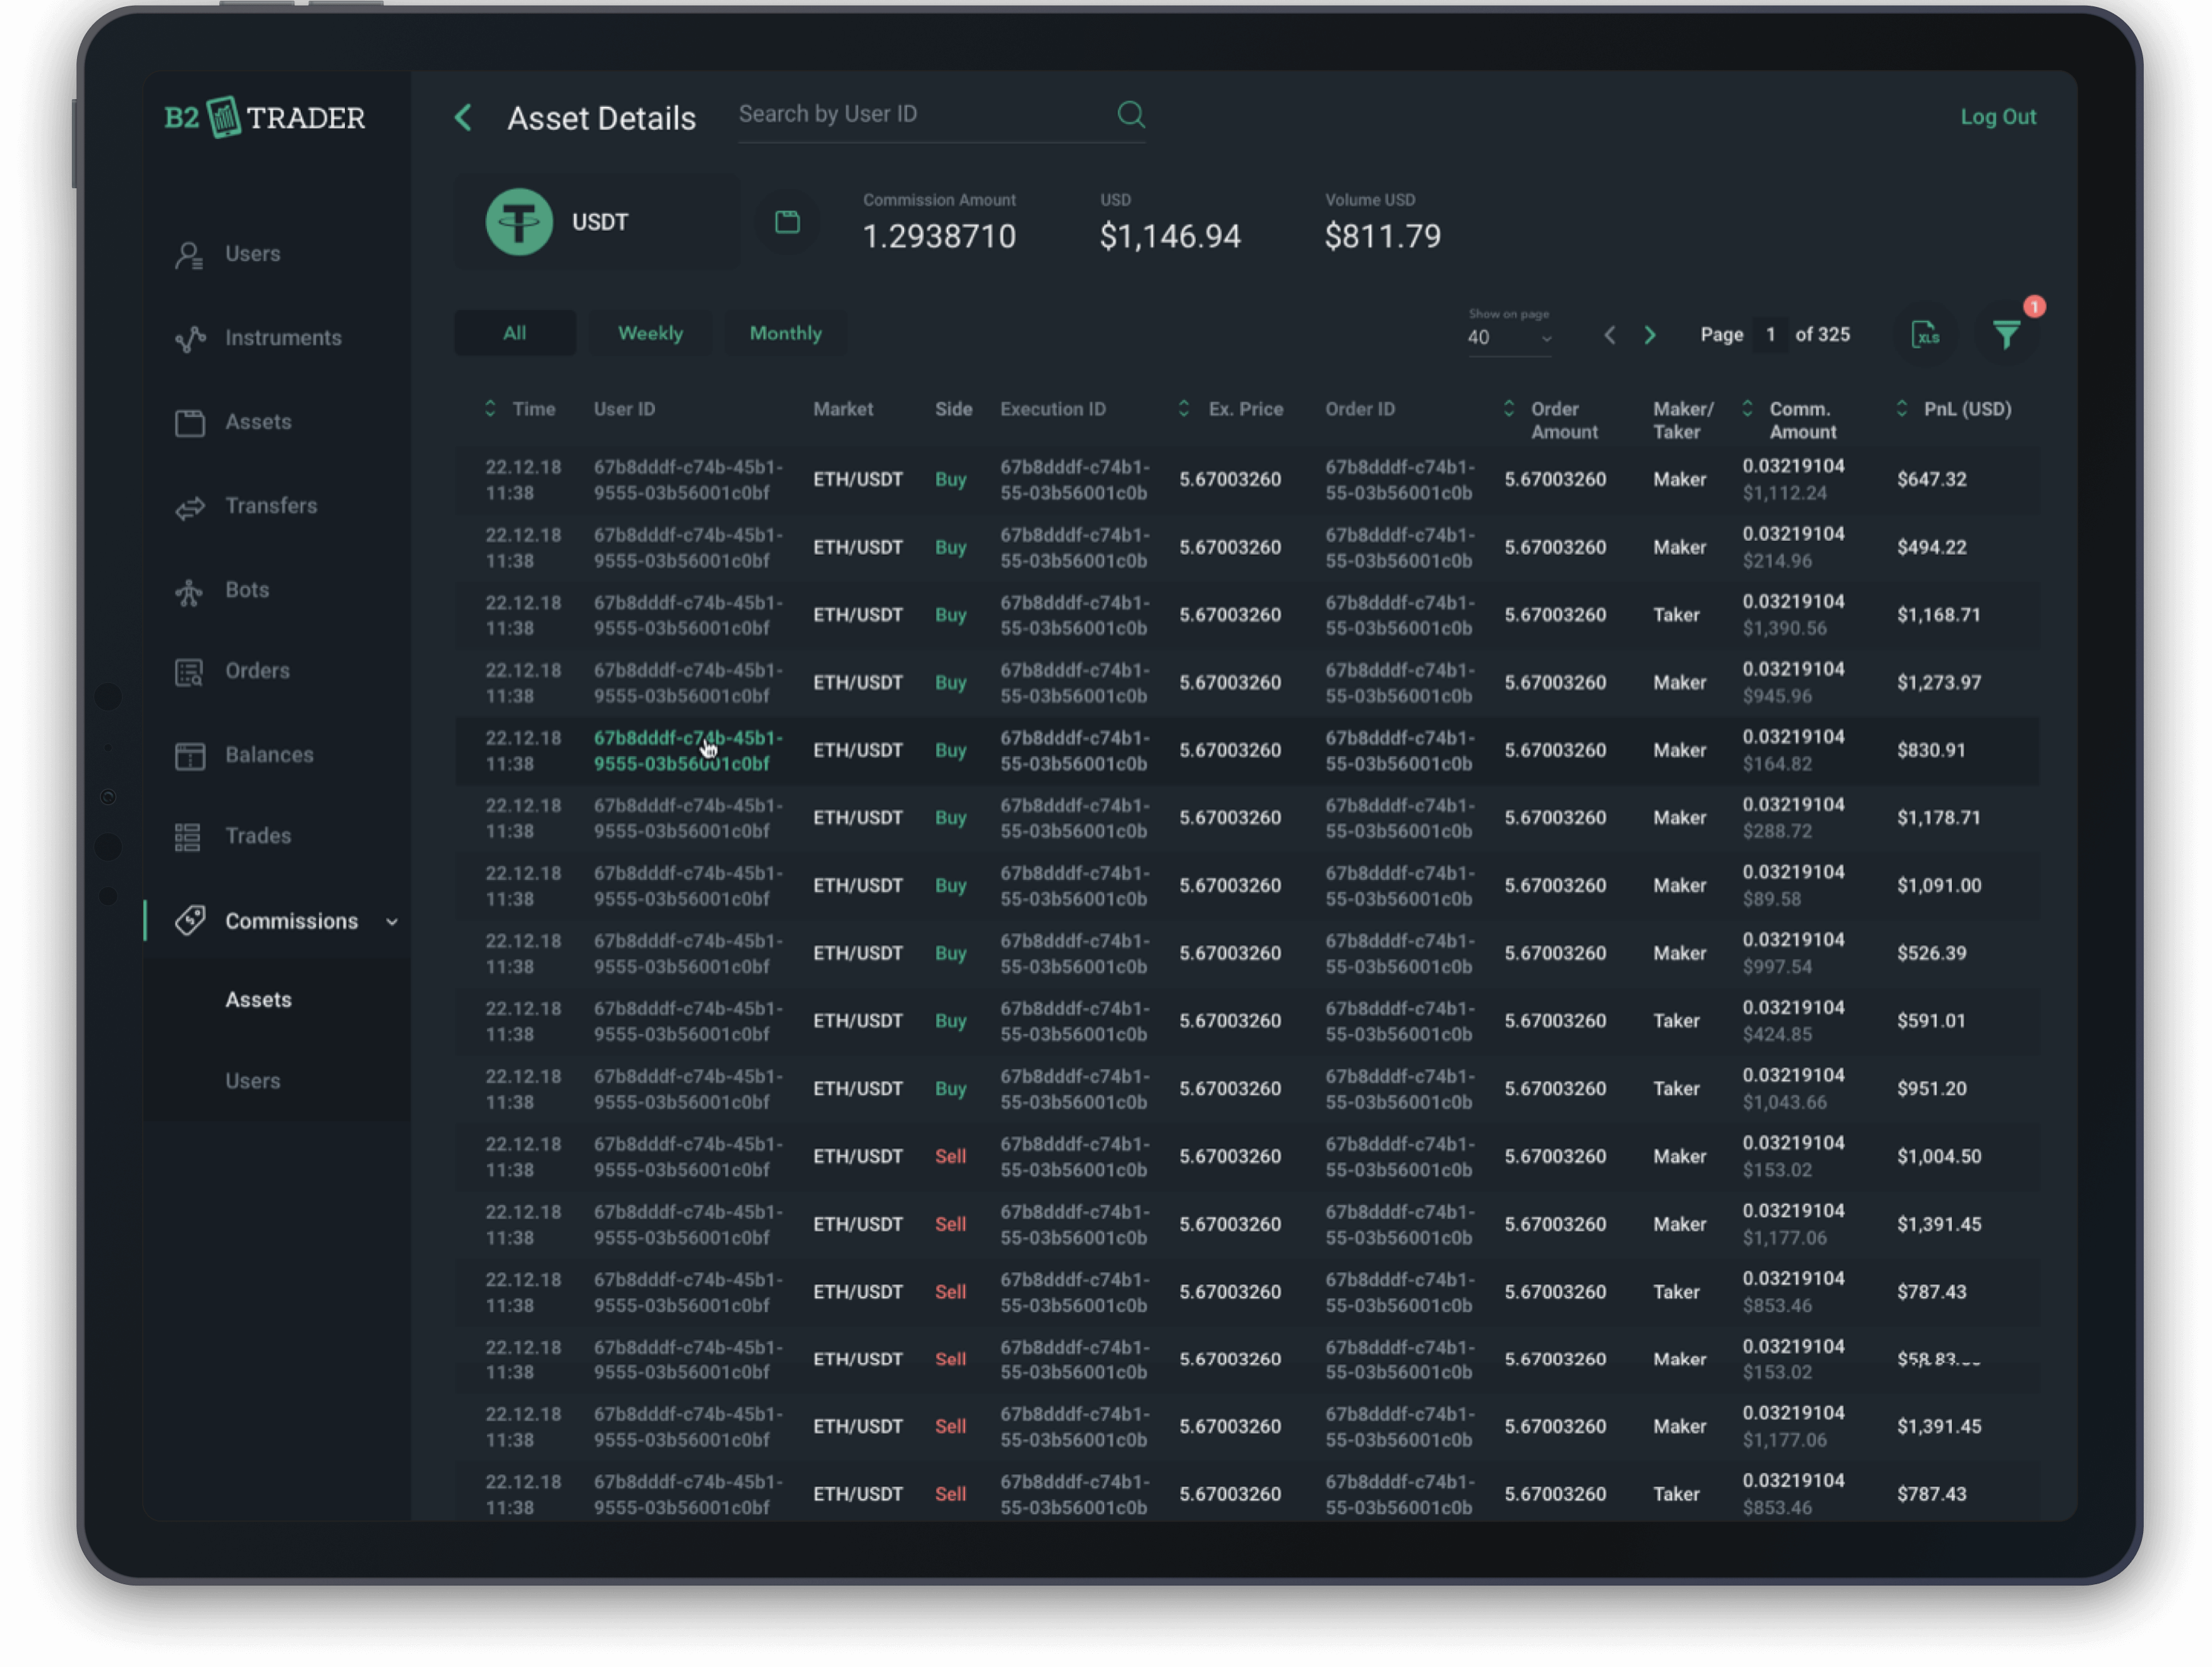 B2 TRADER
Asset Details
Search by User ID
Log Out
Users
Instruments
Assets
Transfers
Bots
Orders
Balances
Trades
Commissions
Assets
Users
USDT
Commission Amount
1.2938710
USD
$1,146.94
Volume USD
$811.79
All Weekly Monthly
Show on page
40
Page 1 of 325
XLS
1
Time User ID Market Side Execution ID Ex. Price Order ID Order Amount Maker/ Taker Comm. Amount PnL (USD)
22.12.18 67b8dddf-c74b-45b1- ETH/USDT Buy 67b8dddf-c74b1- 5.67003260 67b8dddf-c74b1- 5.67003260 Maker 0.03219104 $647.32
11:38 9555-03b56001c0bf 55-03b56001c0b 55-03b56001c0b $1,112.24
22.12.18 67b8dddf-c74b-45b1- ETH/USDT Buy 67b8dddf-c74b1- 5.67003260 67b8dddf-c74b1- 5.67003260 Maker 0.03219104 $494.22
11:38 9555-03b56001c0bf 55-03b56001c0b 55-03b56001c0b $214.96
22.12.18 67b8dddf-c74b-45b1- ETH/USDT Buy 67b8dddf-c74b1- 5.67003260 67b8dddf-c74b1- 5.67003260 Taker 0.03219104 $1,168.71
11:38 9555-03b56001c0bf 55-03b56001c0b 55-03b56001c0b $1,390.56
22.12.18 67b8dddf-c74b-45b1- ETH/USDT Buy 67b8dddf-c74b1- 5.67003260 67b8dddf-c74b1- 5.67003260 Maker 0.03219104 $1,273.97
11:38 9555-03b56001c0bf 55-03b56001c0b 55-03b56001c0b $945.96
22.12.18 67b8dddf-c74b-45b1- ETH/USDT Buy 67b8dddf-c74b1- 5.67003260 67b8dddf-c74b1- 5.67003260 Maker 0.03219104 $830.91
11:38 9555-03b56001c0bf 55-03b56001c0b 55-03b56001c0b $164.82
22.12.18 67b8dddf-c74b-45b1- ETH/USDT Buy 67b8dddf-c74b1- 5.67003260 67b8dddf-c74b1- 5.67003260 Maker 0.03219104 $1,178.71
11:38 9555-03b56001c0bf 55-03b56001c0b 55-03b56001c0b $288.72
22.12.18 67b8dddf-c74b-45b1- ETH/USDT Buy 67b8dddf-c74b1- 5.67003260 67b8dddf-c74b1- 5.67003260 Maker 0.03219104 $1,091.00
11:38 9555-03b56001c0bf 55-03b56001c0b 55-03b56001c0b $89.58
22.12.18 67b8dddf-c74b-45b1- ETH/USDT Buy 67b8dddf-c74b1- 5.67003260 67b8dddf-c74b1- 5.67003260 Maker 0.03219104 $526.39
11:38 9555-03b56001c0bf 55-03b56001c0b 55-03b56001c0b $997.54
22.12.18 67b8dddf-c74b-45b1- ETH/USDT Buy 67b8dddf-c74b1- 5.67003260 67b8dddf-c74b1- 5.67003260 Taker 0.03219104 $591.01
11:38 9555-03b56001c0bf 55-03b56001c0b 55-03b56001c0b $424.85
22.12.18 67b8dddf-c74b-45b1- ETH/USDT Buy 67b8dddf-c74b1- 5.67003260 67b8dddf-c74b1- 5.67003260 Taker 0.03219104 $951.20
11:38 9555-03b56001c0bf 55-03b56001c0b 55-03b56001c0b $1,043.66
22.12.18 67b8dddf-c74b-45b1- ETH/USDT Sell 67b8dddf-c74b1- 5.67003260 67b8dddf-c74b1- 5.67003260 Maker 0.03219104 $1,004.50
11:38 9555-03b56001c0bf 55-03b56001c0b 55-03b56001c0b $153.02
22.12.18 67b8dddf-c74b-45b1- ETH/USDT Sell 67b8dddf-c74b1- 5.67003260 67b8dddf-c74b1- 5.67003260 Maker 0.03219104 $1,391.45
11:38 9555-03b56001c0bf 55-03b56001c0b 55-03b56001c0b $1,177.06
22.12.18 67b8dddf-c74b-45b1- ETH/USDT Sell 67b8dddf-c74b1- 5.67003260 67b8dddf-c74b1- 5.67003260 Taker 0.03219104 $787.43
11:38 9555-03b56001c0bf 55-03b56001c0b 55-03b56001c0b $853.46
22.12.18 67b8dddf-c74b-45b1- ETH/USDT Sell 67b8dddf-c74b1- 5.67003260 67b8dddf-c74b1- 5.67003260 Maker 0.03219104
11:38 9555-03b56001c0bf 55-03b56001c0b 55-03b56001c0b $153.02
22.12.18 67b8dddf-c74b-45b1- ETH/USDT Sell 67b8dddf-c74b1- 5.67003260 67b8dddf-c74b1- 5.67003260 Maker 0.03219104 $1,391.45
11:38 9555-03b56001c0bf 55-03b56001c0b 55-03b56001c0b $1,177.06
22.12.18 67b8dddf-c74b-45b1- ETH/USDT Sell 67b8dddf-c74b1- 5.67003260 67b8dddf-c74b1- 5.67003260 Taker 0.03219104 $787.43
11:38 9555-03b56001c0bf 55-03b56001c0b 55-03b56001c0b $853.46